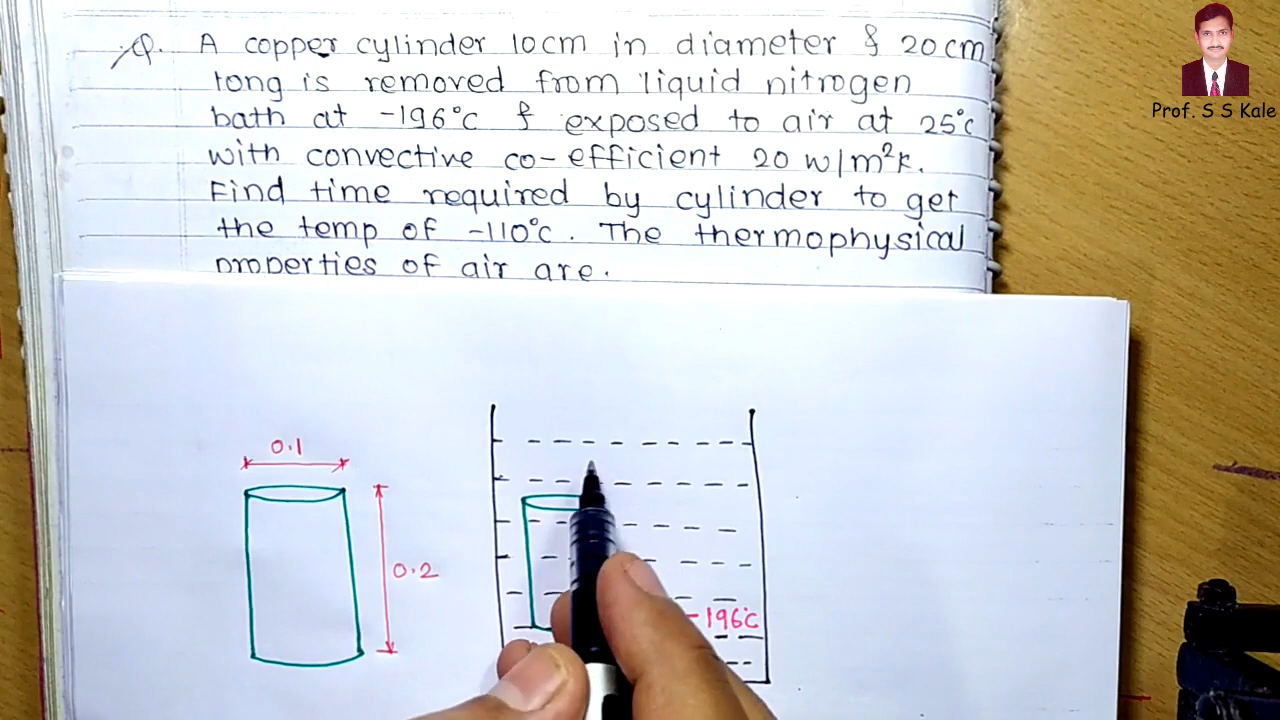 Q. A copper cylinder 10cm in diameter & 20cm
long is removed from liquid nitrogen
bath at -196°C & exposed to air at 25°C
with convective co-efficient 20 w/m²k.
Find time required by cylinder to get
the temp of -110°C. The thermophysical
properties of air are.
Prof. S S Kale
0.1
0.2
-196°C